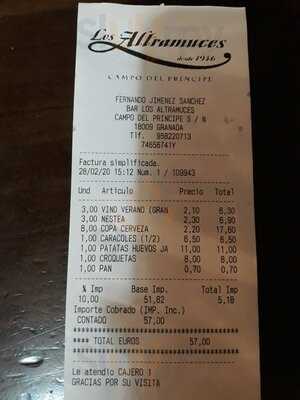 Los Altramuces
desde 1946
CAMPO DEL PRINCIPE
FERNANDO JIMENEZ SANCHEZ
BAR LOS ALTRAMUCES
CAMPO DEL PRINCIPE S / N
18009 GRANADA
Tlf. 958220713
74656741Y
Factura simplificada.
28/02/20 15:12 Num. 1 / 109943
Und Articulo Precio Total
3,00 VINO VERANO (GRAN 2,10 6,30
3,00 NESTEA 2,30 6,90
8,00 COPA CERVEZA 2,20 17,60
1,00 CARACOLES (1/2) 6,50 6,50
1,00 PATATAS HUEVOS JA 11,00 11,00
1,00 CROQUETAS 8,00 8,00
1,00 PAN 0,70 0,70
% Imp Base Imp. Total Imp
10,00 51,82 5,18
Importe Cobrado (IMP. Inc.)
CONTADO 57,00
**** TOTAL EUROS 57,00
Le atendio CAJERO 1
GRACIAS POR SU VISITA